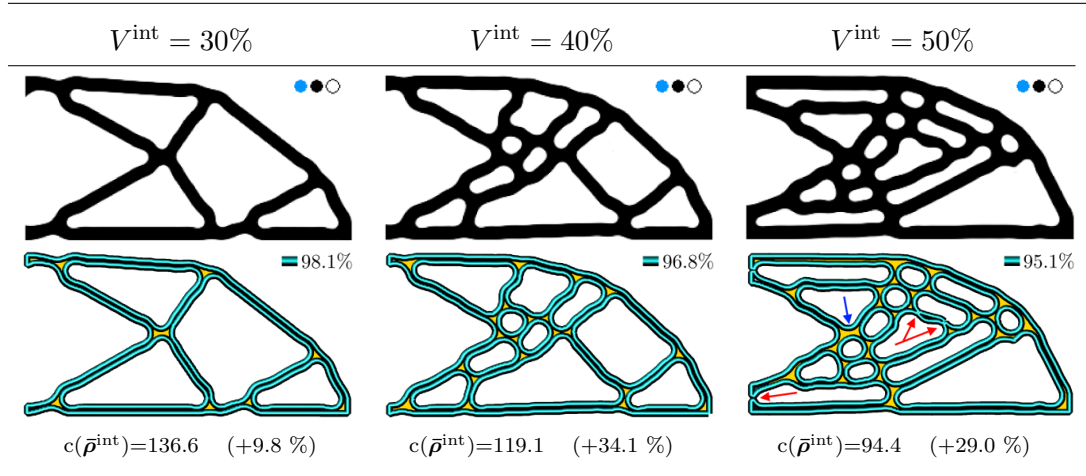 V^int = 30% V^int = 40% V^int = 50%
98.1% 96.8% 95.1%
c(ρ̄^int)=136.6 (+9.8 %) c(ρ̄^int)=119.1 (+34.1 %) c(ρ̄^int)=94.4 (+29.0 %)